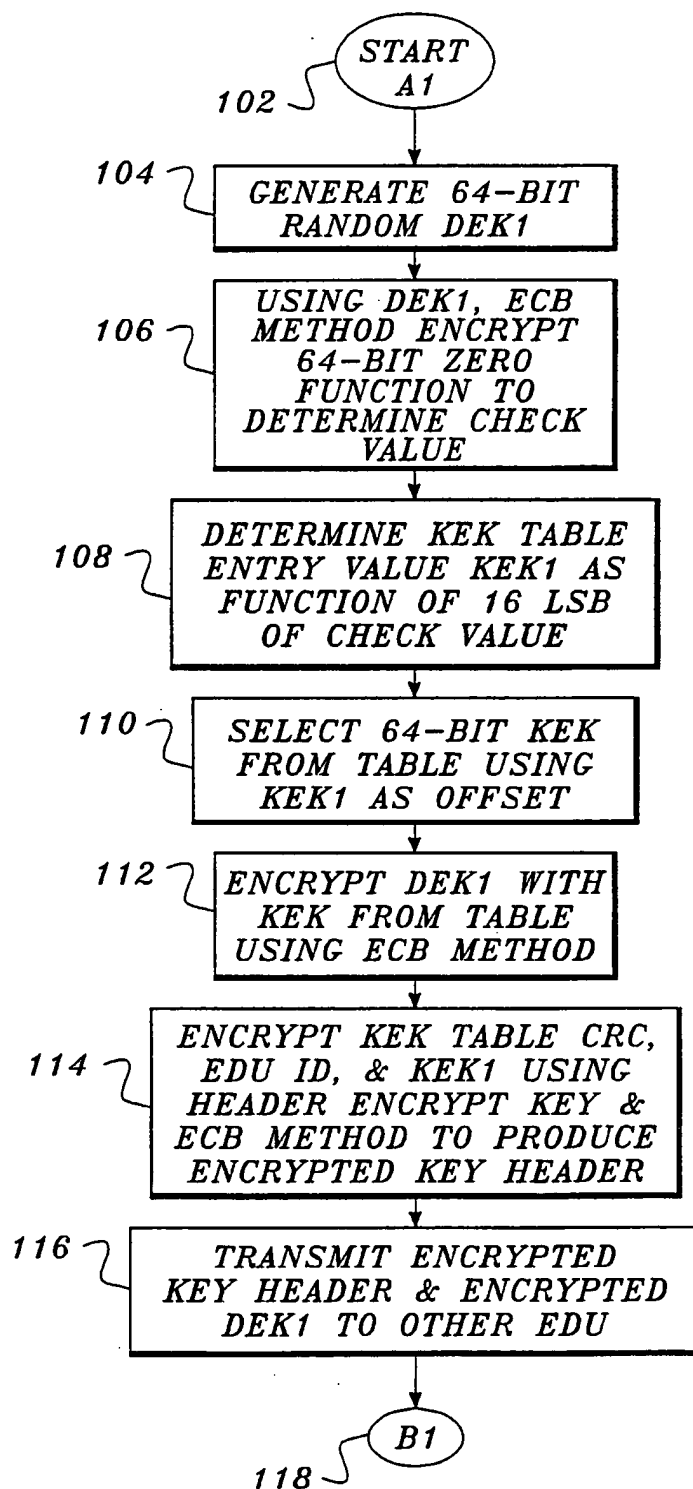 START
A1
102
104
GENERATE 64-BIT
RANDOM DEK1
106
USING DEK1, ECB
METHOD ENCRYPT
64-BIT ZERO
FUNCTION TO
DETERMINE CHECK
VALUE
108
DETERMINE KEK TABLE
ENTRY VALUE KEK1 AS
FUNCTION OF 16 LSB
OF CHECK VALUE
110
SELECT 64-BIT KEK
FROM TABLE USING
KEK1 AS OFFSET
112
ENCRYPT DEK1 WITH
KEK FROM TABLE
USING ECB METHOD
114
ENCRYPT KEK TABLE CRC,
EDU ID, & KEK1 USING
HEADER ENCRYPT KEY &
ECB METHOD TO PRODUCE
ENCRYPTED KEY HEADER
116
TRANSMIT ENCRYPTED
KEY HEADER & ENCRYPTED
DEK1 TO OTHER EDU
B1
118